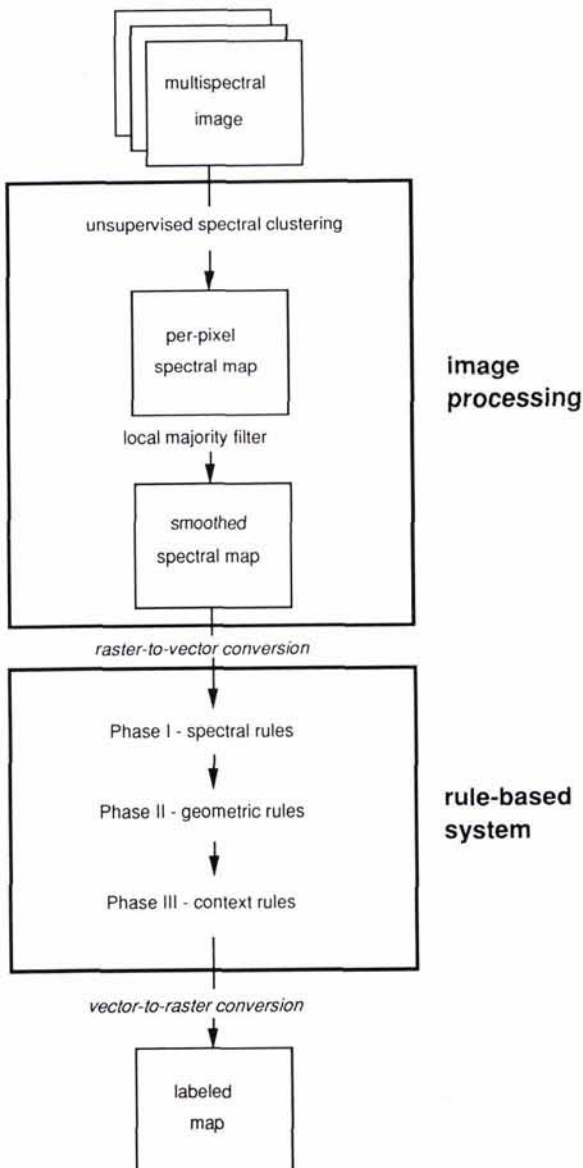 multispectral
image
unsupervised spectral clustering
per-pixel
spectral map
image
processing
local majority filter
smoothed
spectral map
raster-to-vector conversion
Phase I - spectral rules
Phase II - geometric rules
rule-based
system
Phase III - context rules
vector-to-raster conversion
labeled
map